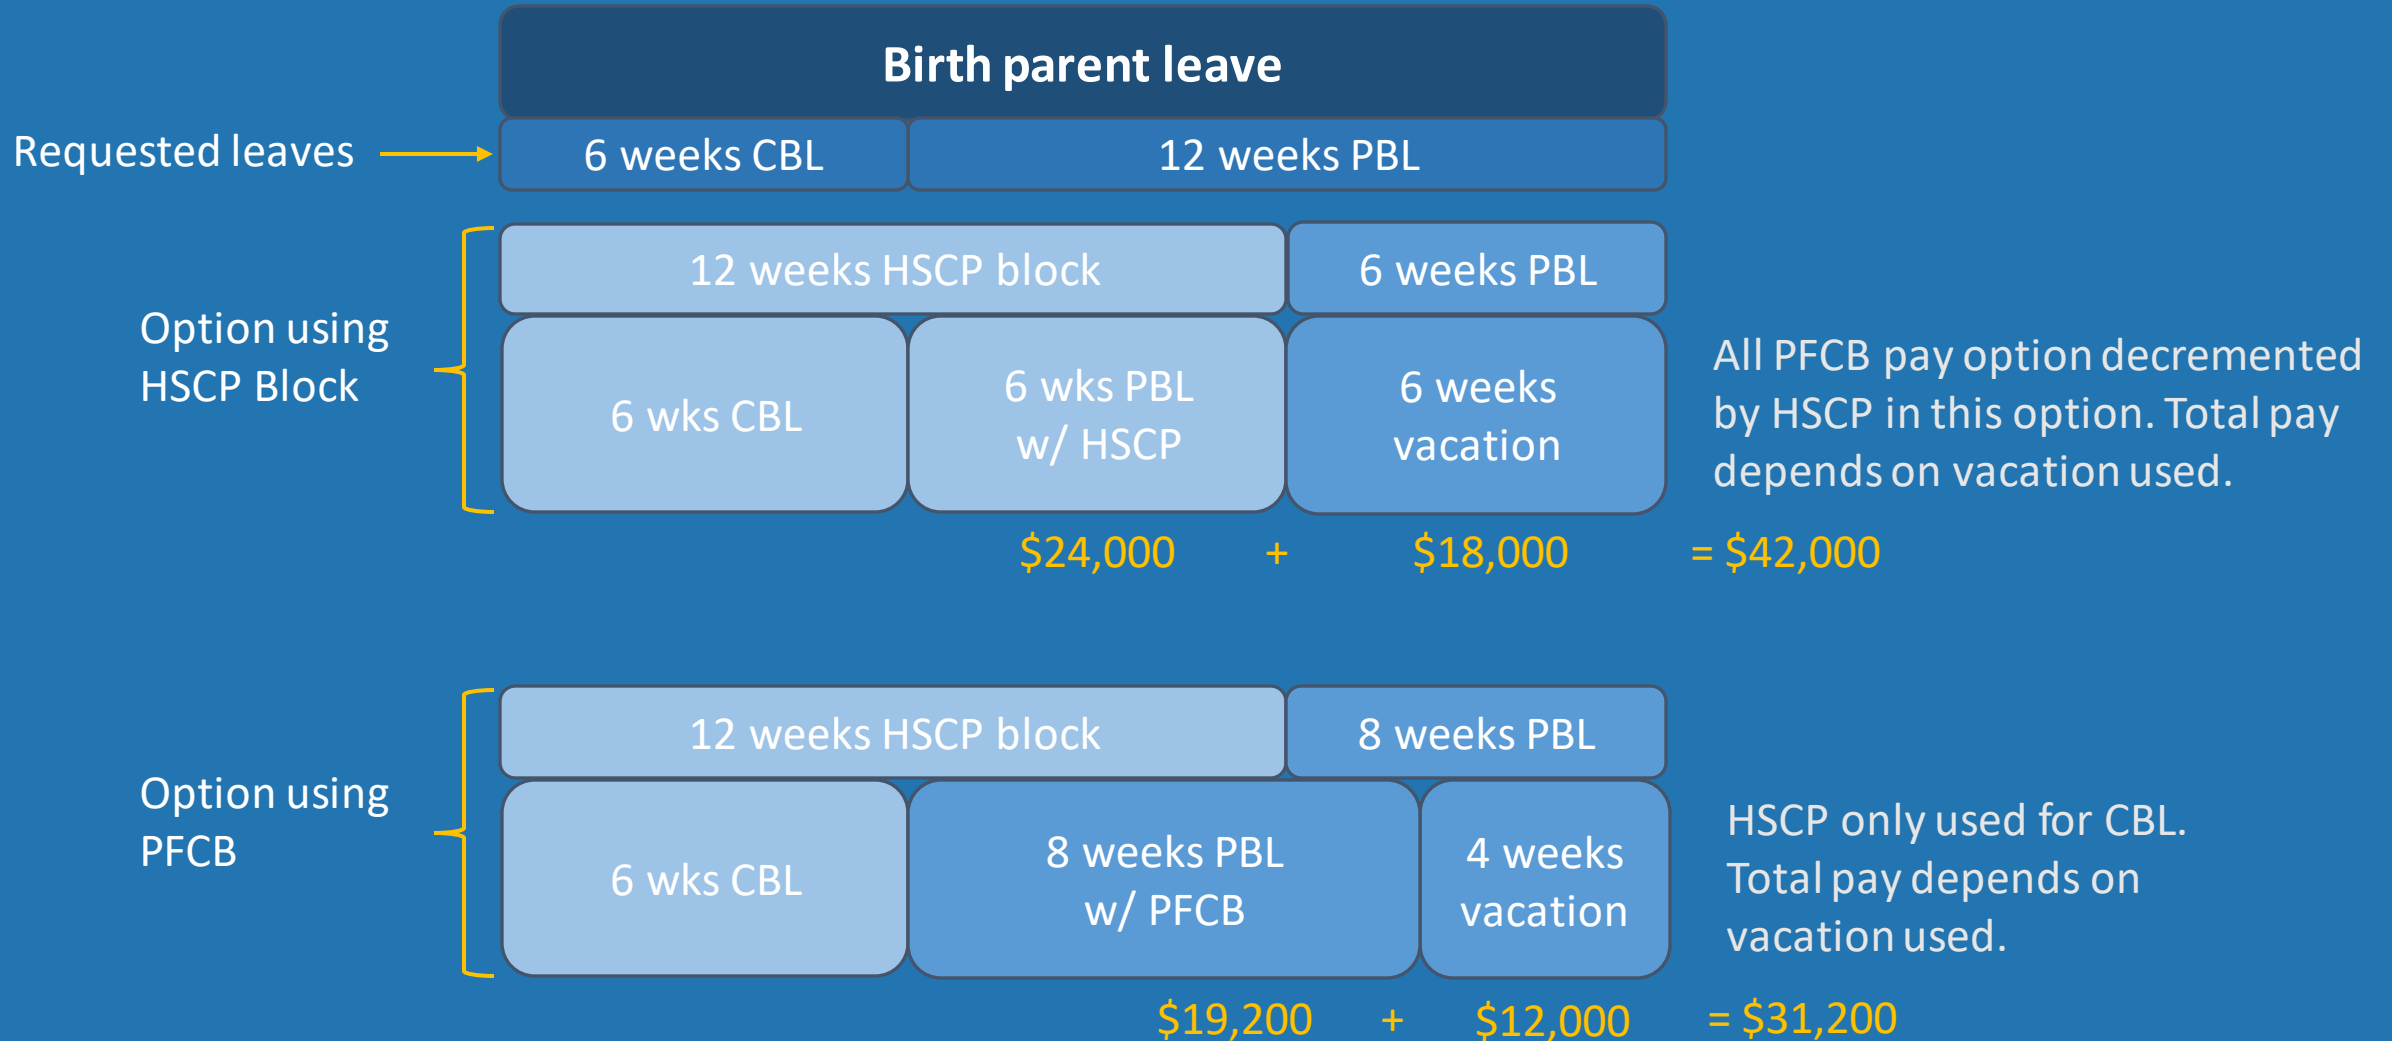 Birth parent leave
Requested leaves
6 weeks CBL
12 weeks PBL
12 weeks HSCP block
6 weeks PBL
Option using
HSCP Block
6 wks CBL
6 wks PBL
w/ HSCP
6 weeks
vacation
All PFCB pay option decremented
by HSCP in this option. Total pay
depends on vacation used.
$24,000 + $18,000 = $42,000
12 weeks HSCP block
8 weeks PBL
Option using
PFCB
6 wks CBL
8 weeks PBL
w/ PFCB
4 weeks
vacation
HSCP only used for CBL.
Total pay depends on
vacation used.
$19,200 + $12,000 = $31,200